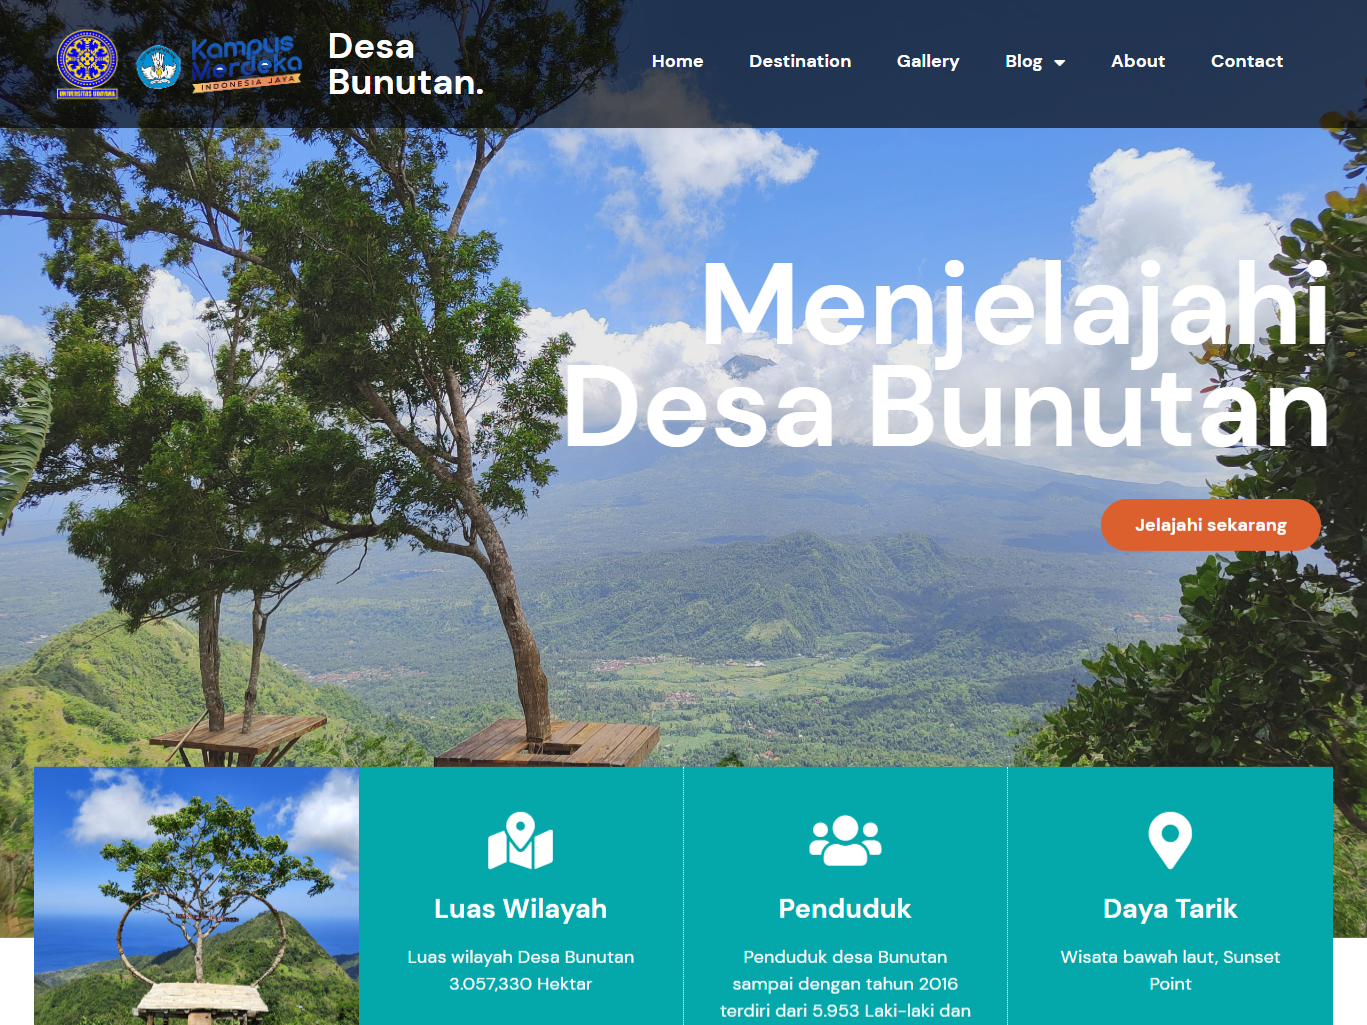 UNIVERSITAS UDAYANA
Kampus
Merdeka
INDONESIA JAYA
Desa
Bunutan.
Home
Destination
Gallery
Blog
About
Contact
Menjelajahi
Desa Bunutan
Jelajahi sekarang
Luas Wilayah
Luas wilayah Desa Bunutan
3.057,330 Hektar
Penduduk
Penduduk desa Bunutan
sampai dengan tahun 2016
terdiri dari 5.953 Laki-laki dan
Daya Tarik
Wisata bawah laut, Sunset
Point